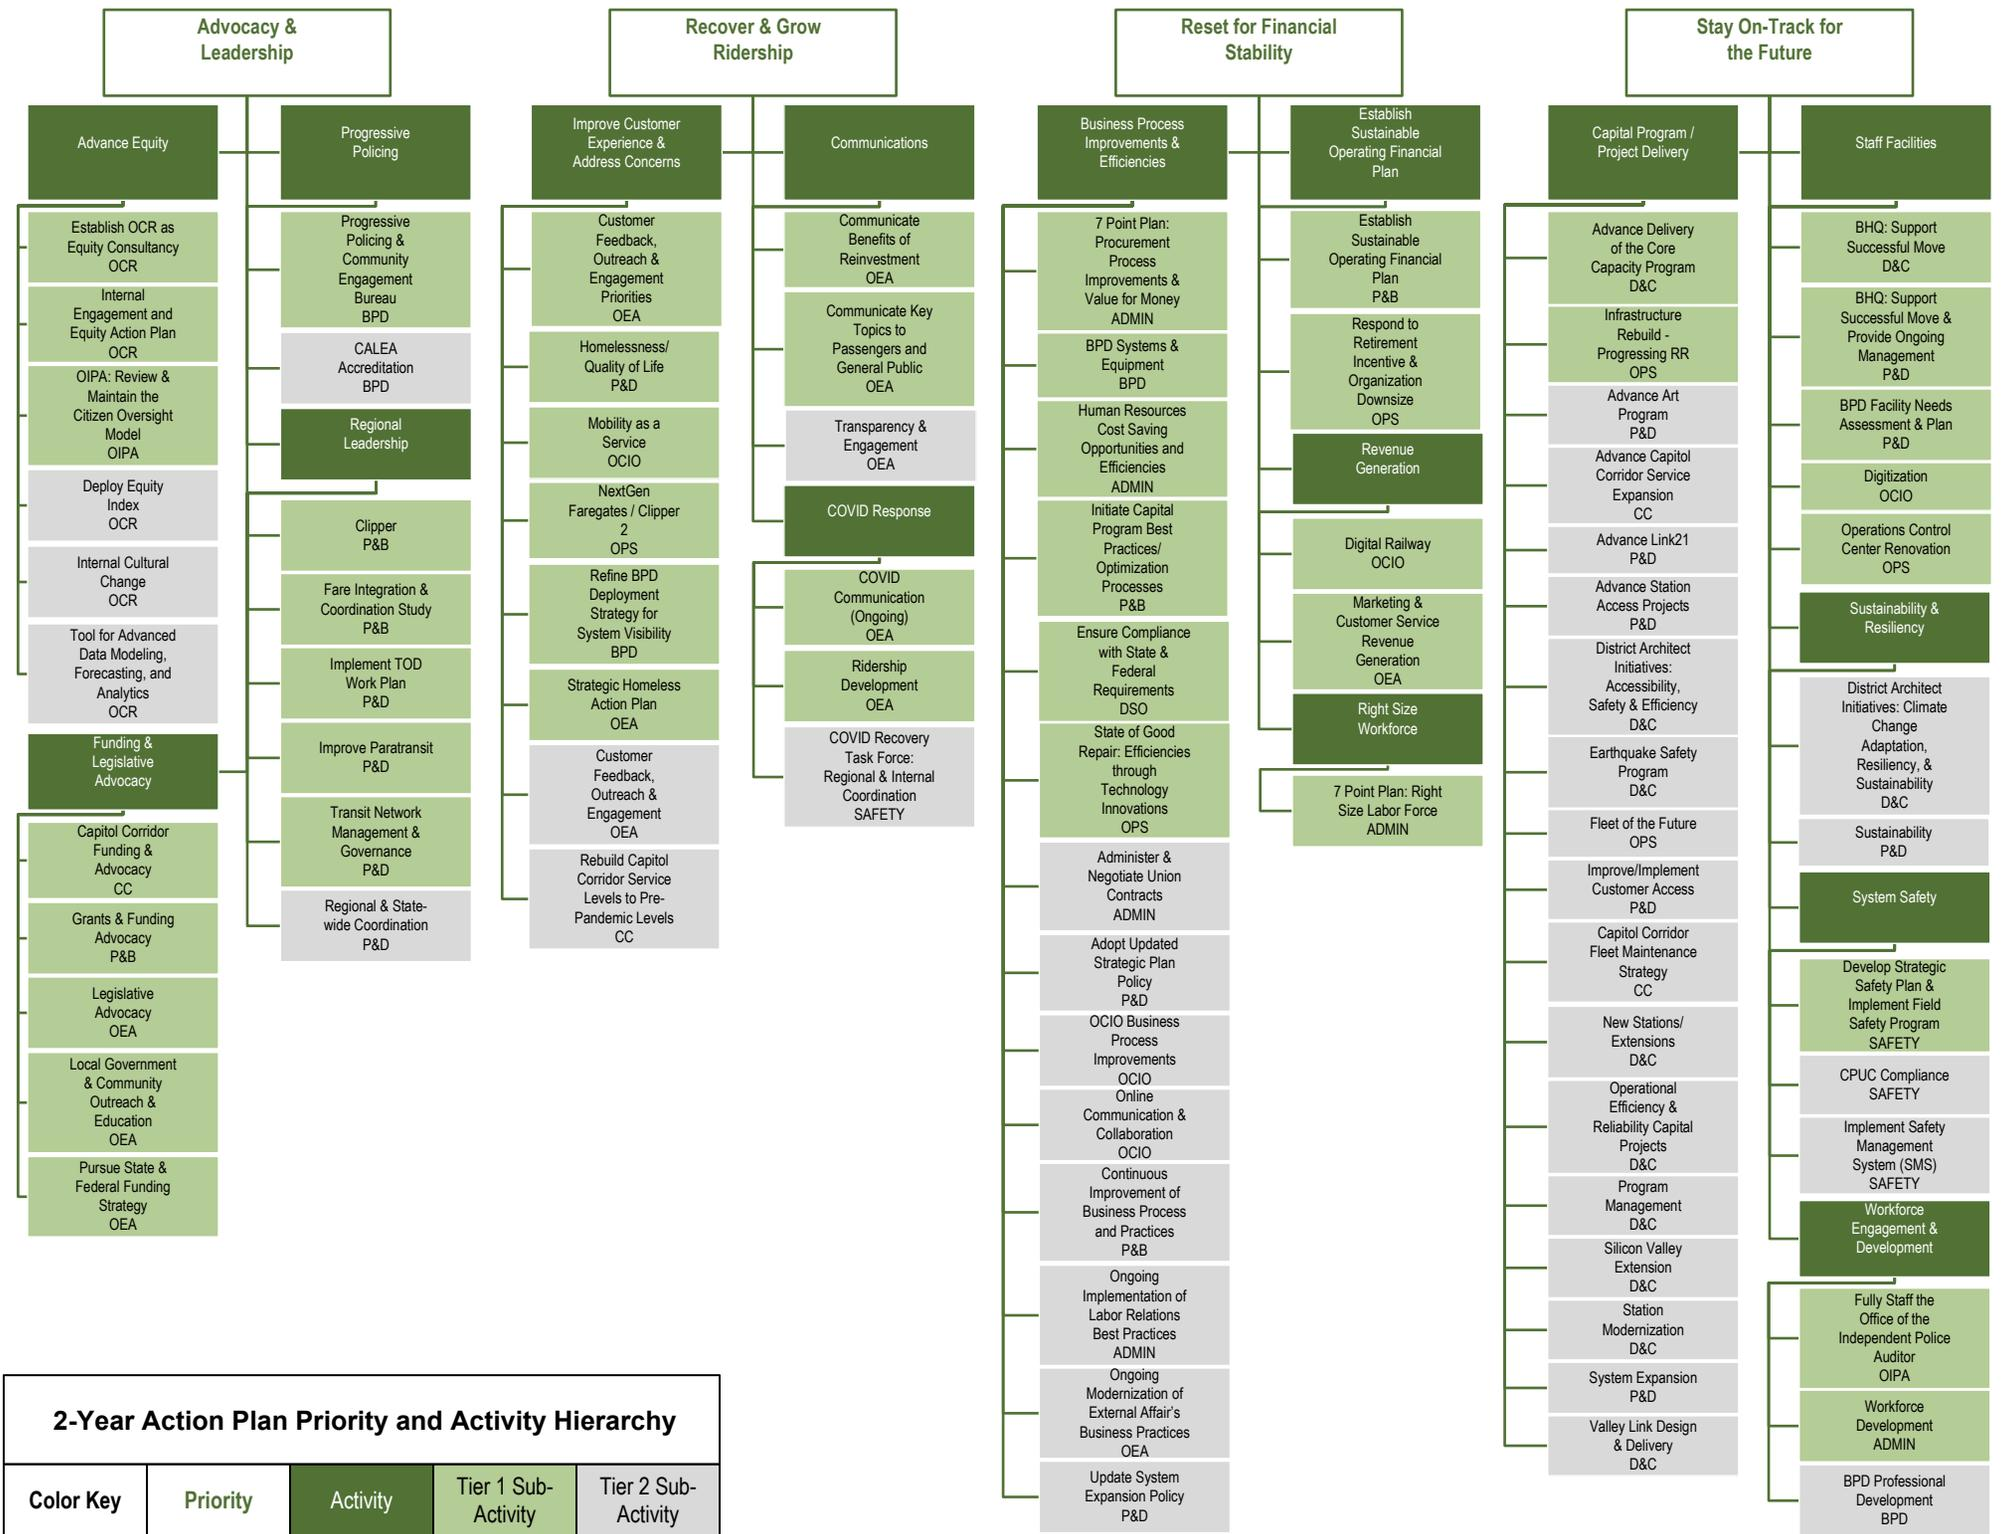 Advocacy &
Leadership
Advance Equity
Establish OCR as
Equity Consultancy
OCR
Internal
Engagement and
Equity Action Plan
OCR
OIPA: Review &
Maintain the
Citizen Oversight
Model
OIPA
Deploy Equity
Index
OCR
Internal Cultural
Change
OCR
Tool for Advanced
Data Modeling,
Forecasting, and
Analytics
OCR
Funding &
Legislative
Advocacy
Capitol Corridor
Funding &
Advocacy
CC
Grants & Funding
Advocacy
P&B
Legislative
Advocacy
OEA
Local Government
& Community
Outreach &
Education
OEA
Pursue State &
Federal Funding
Strategy
OEA
Progressive
Policing
Progressive
Policing &
Community
Engagement
Bureau
BPD
CALEA
Accreditation
BPD
Regional
Leadership
Clipper
P&B
Fare Integration &
Coordination Study
P&B
Implement TOD
Work Plan
P&D
Improve Paratransit
P&D
Transit Network
Management &
Governance
P&D
Regional & State-
wide Coordination
P&D
Recover & Grow
Ridership
Improve Customer
Experience &
Address Concerns
Customer
Feedback,
Outreach &
Engagement
Priorities
OEA
Homelessness/
Quality of Life
P&D
Mobility as a
Service
OCIO
NextGen
Faregates / Clipper
2
OPS
Refine BPD
Deployment
Strategy for
System Visibility
BPD
Strategic Homeless
Action Plan
OEA
Customer
Feedback,
Outreach &
Engagement
OEA
Rebuild Capitol
Corridor Service
Levels to Pre-
Pandemic Levels
CC
Communications
Communicate
Benefits of
Reinvestment
OEA
Communicate Key
Topics to
Passengers and
General Public
OEA
Transparency &
Engagement
OEA
COVID Response
COVID
Communication
(Ongoing)
OEA
Ridership
Development
OEA
COVID Recovery
Task Force:
Regional & Internal
Coordination
SAFETY
Reset for Financial
Stability
Business Process
Improvements &
Efficiencies
7 Point Plan:
Procurement
Process
Improvements &
Value for Money
ADMIN
BPD Systems &
Equipment
BPD
Human Resources
Cost Saving
Opportunities and
Efficiencies
ADMIN
Initiate Capital
Program Best
Practices/
Optimization
Processes
P&B
Ensure Compliance
with State &
Federal
Requirements
DSO
State of Good
Repair: Efficiencies
through
Technology
Innovations
OPS
Administer &
Negotiate Union
Contracts
ADMIN
Adopt Updated
Strategic Plan
Policy
P&D
OCIO Business
Process
Improvements
OCIO
Online
Communication &
Collaboration
OCIO
Continuous
Improvement of
Business Process
and Practices
P&B
Ongoing
Implementation of
Labor Relations
Best Practices
ADMIN
Ongoing
Modernization of
External Affair's
Business Practices
OEA
Update System
Expansion Policy
P&D
Establish
Sustainable
Operating Financial
Plan
Establish
Sustainable
Operating Financial
Plan
P&B
Respond to
Retirement
Incentive &
Organization
Downsize
OPS
Revenue
Generation
Digital Railway
OCIO
Marketing &
Customer Service
Revenue
Generation
OEA
Right Size
Workforce
7 Point Plan: Right
Size Labor Force
ADMIN
Stay On-Track for
the Future
Capital Program /
Project Delivery
Advance Delivery
of the Core
Capacity Program
D&C
Infrastructure
Rebuild -
Progressing RR
OPS
Advance Art
Program
P&D
Advance Capitol
Corridor Service
Expansion
CC
Advance Link21
P&D
Advance Station
Access Projects
P&D
District Architect
Initiatives:
Accessibility,
Safety & Efficiency
D&C
Earthquake Safety
Program
D&C
Fleet of the Future
OPS
Improve/Implement
Customer Access
P&D
Capitol Corridor
Fleet Maintenance
Strategy
CC
New Stations/
Extensions
D&C
Operational
Efficiency &
Reliability Capital
Projects
D&C
Program
Management
D&C
Silicon Valley
Extension
D&C
Station
Modernization
D&C
System Expansion
P&D
Valley Link Design
& Delivery
D&C
Staff Facilities
BHQ: Support
Successful Move
D&C
BHQ: Support
Successful Move &
Provide Ongoing
Management
P&D
BPD Facility Needs
Assessment & Plan
P&D
Digitization
OCIO
Operations Control
Center Renovation
OPS
Sustainability &
Resiliency
District Architect
Initiatives: Climate
Change
Adaptation,
Resiliency, &
Sustainability
D&C
Sustainability
P&D
System Safety
Develop Strategic
Safety Plan &
Implement Field
Safety Program
SAFETY
CPUC Compliance
SAFETY
Implement Safety
Management
System (SMS)
SAFETY
Workforce
Engagement &
Development
Fully Staff the
Office of the
Independent Police
Auditor
OIPA
Workforce
Development
ADMIN
BPD Professional
Development
BPD
2-Year Action Plan Priority and Activity Hierarchy
Color Key
Priority
Activity
Tier 1 Sub-
Activity
Tier 2 Sub-
Activity